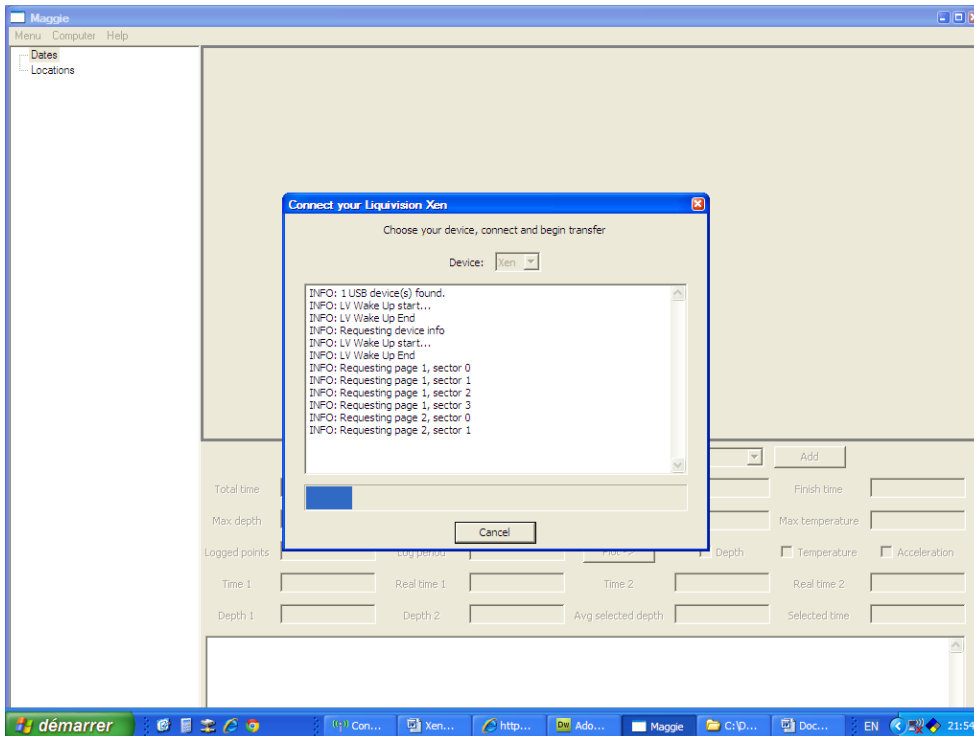 Maggie
Menu Computer Help
Dates
Locations
Connect your Liquivision Xen
Choose your device, connect and begin transfer
Device: Xen
INFO: 1 USB device(s) found.
INFO: LV Wake Up start...
INFO: LV Wake Up End
INFO: Requesting device info
INFO: LV Wake Up start...
INFO: LV Wake Up End
INFO: Requesting page 1, sector 0
INFO: Requesting page 1, sector 1
INFO: Requesting page 1, sector 2
INFO: Requesting page 1, sector 3
INFO: Requesting page 2, sector 0
INFO: Requesting page 2, sector 1
Cancel
Add
Total time Finish time
Max depth Max temperature
Logged points Log period Plot -> Depth Temperature Acceleration
Time 1 Real time 1 Time 2 Real time 2
Depth 1 Depth 2 Avg selected depth Selected time
démarrer Con... Xen... http... Ado... Maggie C:\D... Doc... EN 21:54